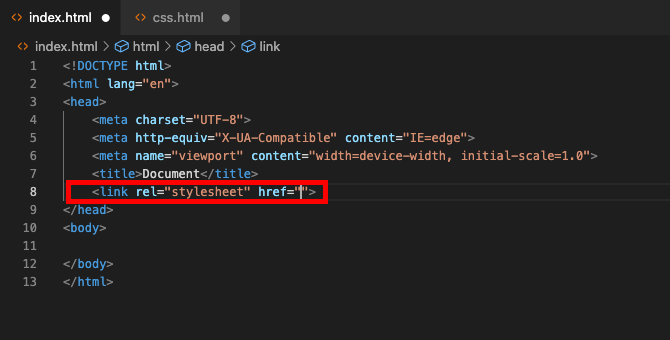 index.html css.html
index.html html head link
1 <!DOCTYPE html>
2 <html lang="en">
3 <head>
4 <meta charset="UTF-8">
5 <meta http-equiv="X-UA-Compatible" content="IE=edge">
6 <meta name="viewport" content="width=device-width, initial-scale=1.0">
7 <title>Document</title>
8 <link rel="stylesheet" href="">
9 </head>
10 <body>
11
12 </body>
13 </html>